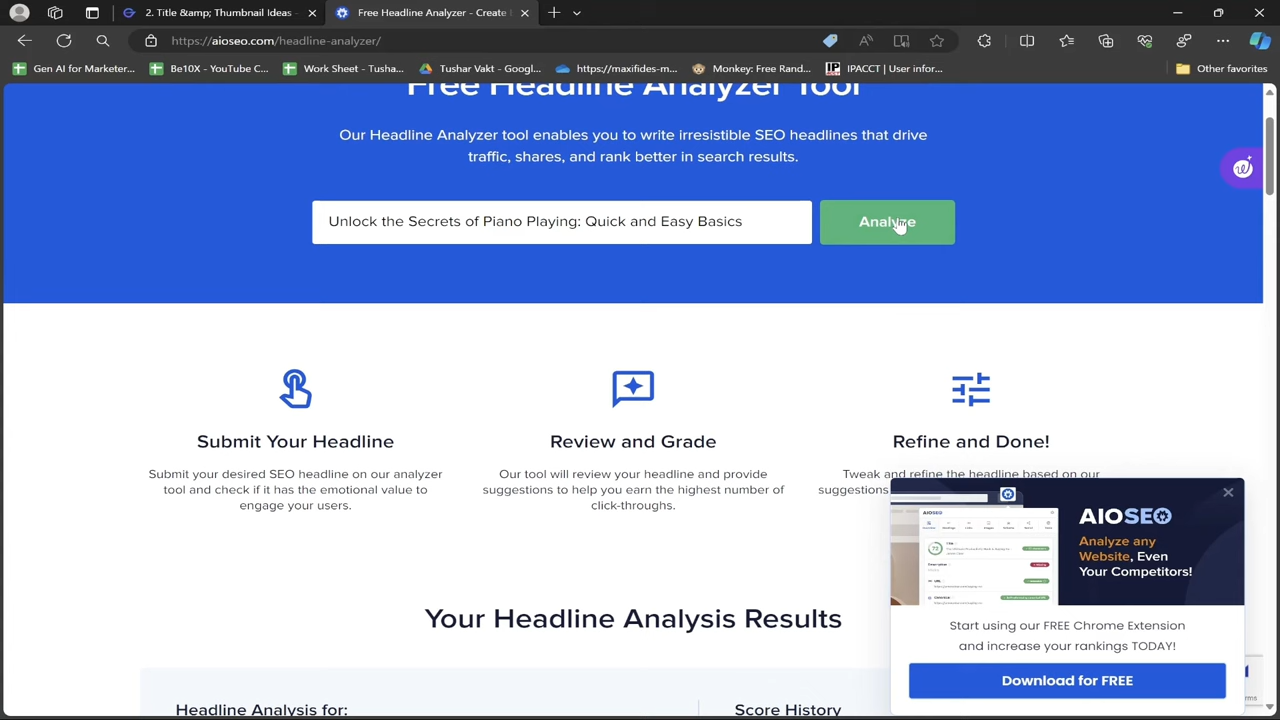 2. Title &amp; Thumbnail Ideas -
Free Headline Analyzer - Create
https://aioseo.com/headline-analyzer/
Gen AI for Marketer...
Be10X - YouTube C...
Work Sheet - Tusha...
Tushar Vakt - Googl...
https://maxifides-m...
Monkey: Free Rand...
IPACCT | User infor...
Other favorites
Free Headline Analyzer Tool
Our Headline Analyzer tool enables you to write irresistible SEO headlines that drive
traffic, shares, and rank better in search results.
Unlock the Secrets of Piano Playing: Quick and Easy Basics
Analyze
Submit Your Headline
Submit your desired SEO headline on our analyzer
tool and check if it has the emotional value to
engage your users.
Review and Grade
Our tool will review your headline and provide
suggestions to help you earn the highest number of
click-throughs.
Refine and Done!
Tweak and refine the headline based on our
AIOSEO
Analyze any
Website, Even
Your Competitors!
Start using our FREE Chrome Extension
and increase your rankings TODAY!
Download for FREE
Your Headline Analysis Results
Headline Analysis for:
Score History